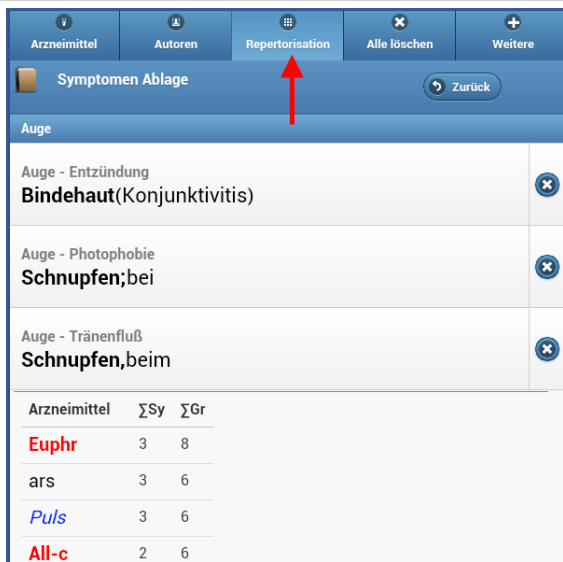 Arzneimittel Autoren Repertorisation Alle löschen Weitere
Symptomen Ablage
Zurück
Auge
Auge - Entzündung
Bindehaut(Konjunktivitis)
Auge - Photophobie
Schnupfen;bei
Auge - Tränenfluß
Schnupfen,beim
Arzneimittel ∑Sy ∑Gr
Euphr 3 8
ars 3 6
Puls 3 6
All-c 2 6